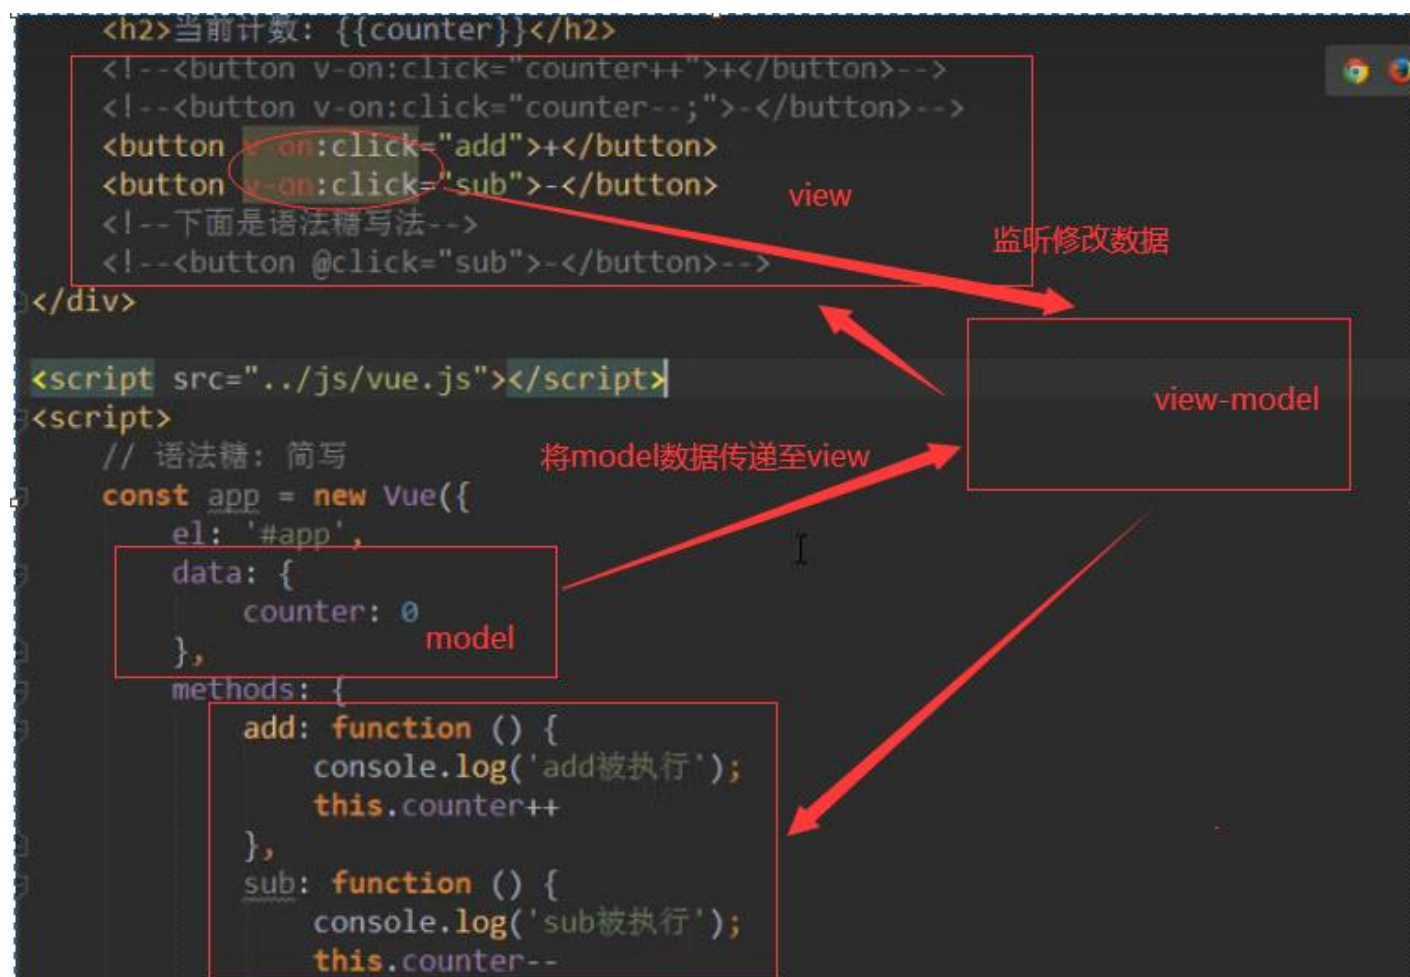 <h2>当前计数: {{counter}}</h2>
<!--<button v-on:click="counter++">+</button>-->
<!--<button v-on:click="counter--;">-</button>-->
<button v-on:click="add">+</button>
<button v-on:click="sub">-</button>
view
<!--下面是语法糖写法-->
监听修改数据
<!--<button @click="sub">-</button>-->
</div>
<script src="../js/vue.js"></script>
view-model
<script>
// 语法糖: 简写
将model数据传递至view
const app = new Vue({
el: '#app',
data: {
counter: 0
model
},
methods: {
add: function () {
console.log('add被执行');
this.counter++
},
sub: function () {
console.log('sub被执行');
this.counter--